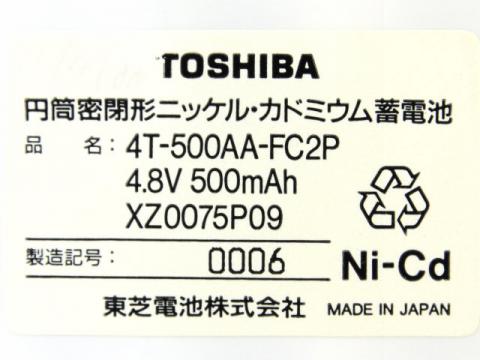 TOSHIBA
円筒密閉形ニッケル・カドミウム蓄電池
品 名: 4T-500AA-FC2P
4.8V 500mAh
XZ0075P09
製造記号: 0006
Ni-Cd
東芝電池株式会社 MADE IN JAPAN